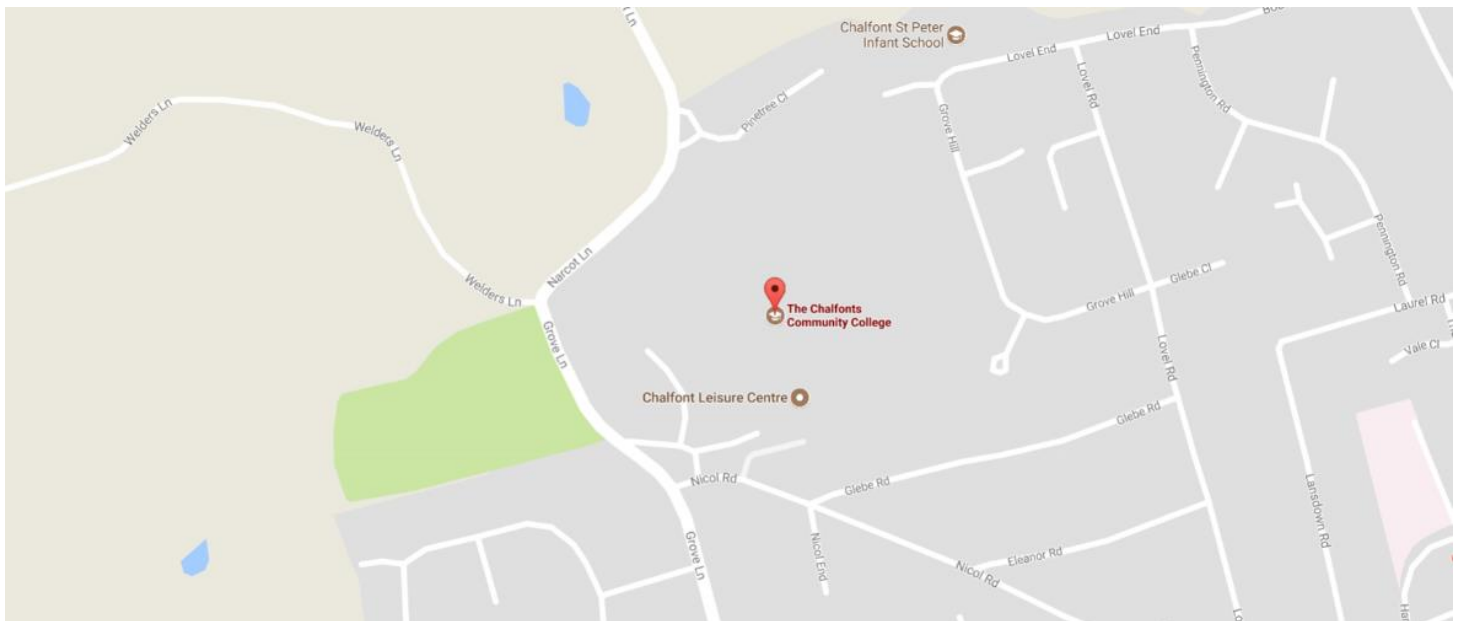 Chalfont St Peter
Infant School
Lovel End
Lovel End
Welders Ln
Welders Ln
Pinetree Cl
Grove Hill
Lovel Rd
Pennington Rd
Narcot Ln
Welders Ln
Pennington Rd
Glebe Cl
Grove Hill
The Chalfonts
Community College
Laurel Rd
Grove Ln
Lovel Rd
Vale Cl
Chalfont Leisure Centre
Glebe Rd
Nicol Rd
Glebe Rd
Lansdown Rd
Grove Ln
Nicol End
Eleanor Rd
Nicol Rd